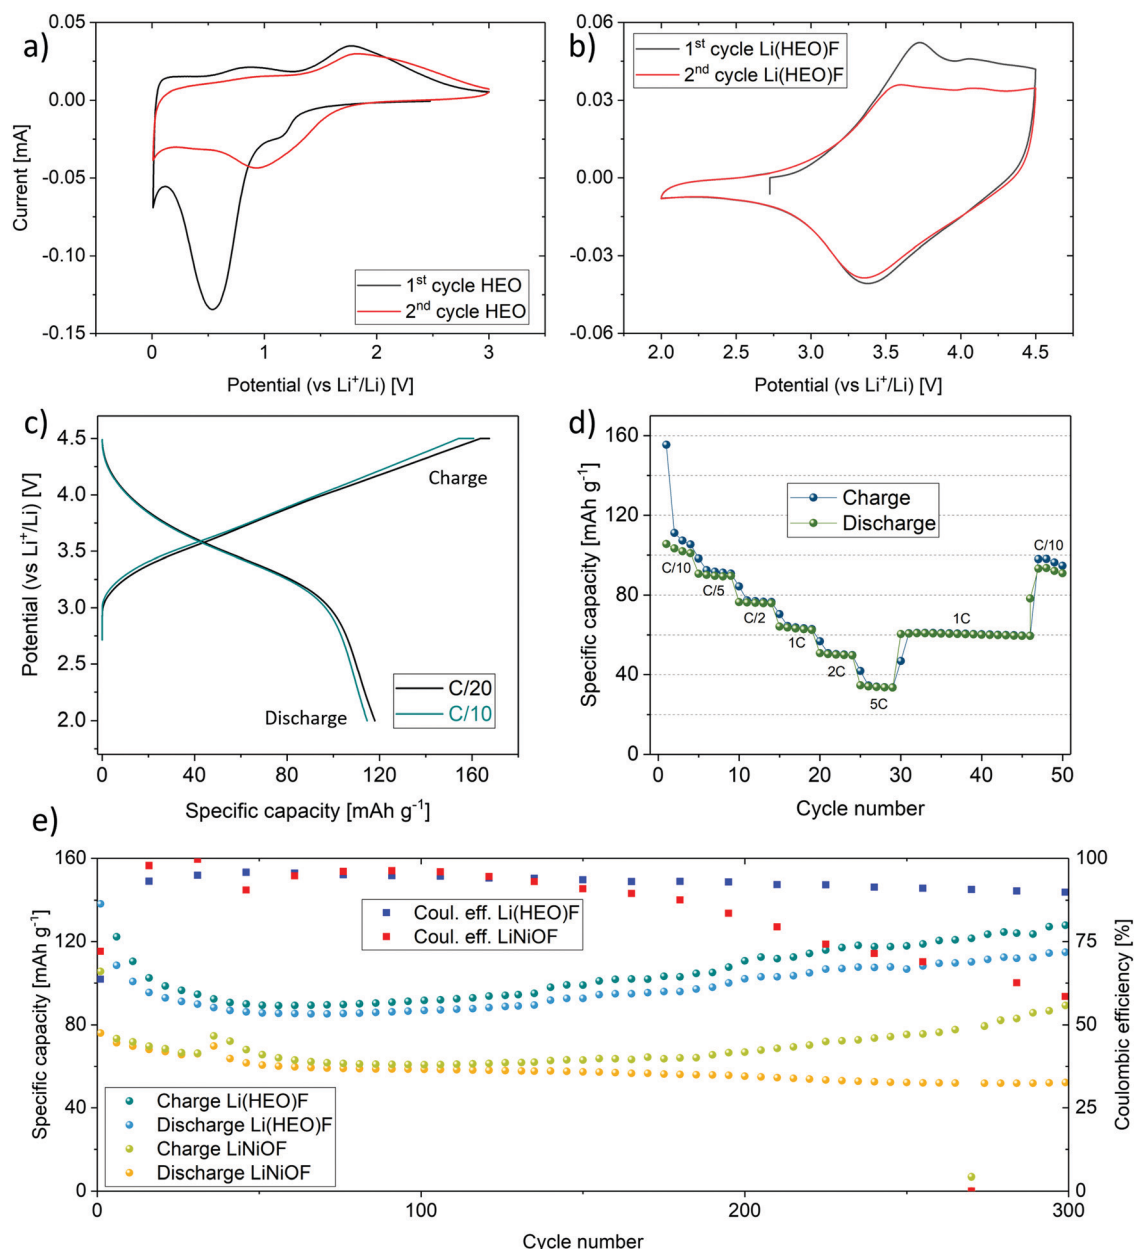 a)
0.05
0.00
-0.05
-0.10
-0.15
Current [mA]
1st cycle HEO
2nd cycle HEO
0 1 2 3
Potential (vs Li+/Li) [V]
b)
0.06
0.03
0.00
-0.03
-0.06
1st cycle Li(HEO)F
2nd cycle Li(HEO)F
2.0 2.5 3.0 3.5 4.0 4.5
Potential (vs Li+/Li) [V]
c)
4.5
4.0
3.5
3.0
2.5
2.0
Potential (vs Li+/Li) [V]
Charge
Discharge
C/20
C/10
0 40 80 120 160
Specific capacity [mAh g-1]
d)
160
120
80
40
0
Specific capacity [mAh g-1]
Charge
Discharge
C/10
C/5
C/2
1C
2C
5C
1C
C/10
0 10 20 30 40 50
Cycle number
e)
160
120
80
40
0
Specific capacity [mAh g-1]
Coul. eff. Li(HEO)F
Coul. eff. LiNiOF
Charge Li(HEO)F
Discharge Li(HEO)F
Charge LiNiOF
Discharge LiNiOF
100
75
50
25
0
Coulombic efficiency [%]
0 100 200 300
Cycle number